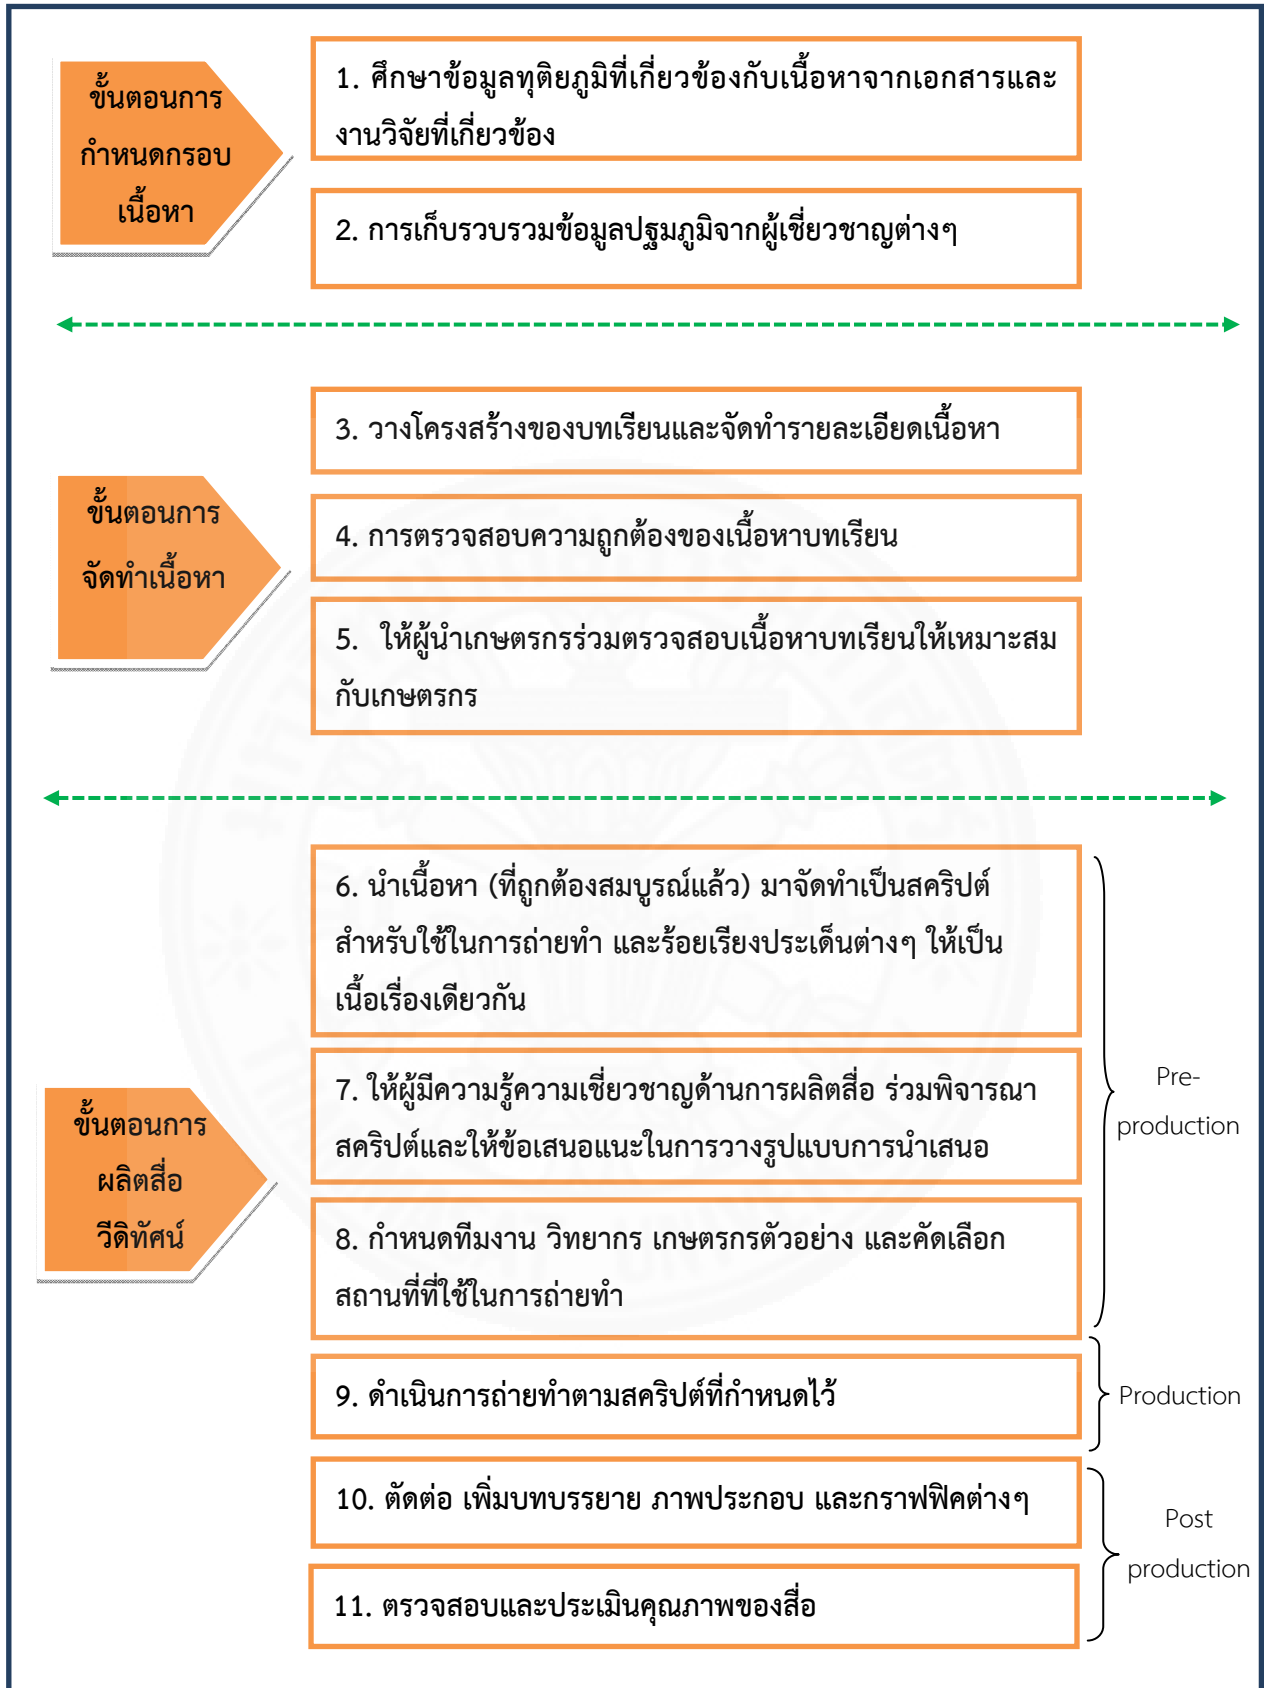 ขั้นตอนการ
กำหนดกรอบ
เนื้อหา
1. ศึกษาข้อมูลทุติยภูมิที่เกี่ยวข้องกับเนื้อหาจากเอกสารและ
งานวิจัยที่เกี่ยวข้อง
2. การเก็บรวบรวมข้อมูลปฐมภูมิจากผู้เชี่ยวชาญต่างๆ
ขั้นตอนการ
จัดทำเนื้อหา
3. วางโครงสร้างของบทเรียนและจัดทำรายละเอียดเนื้อหา
4. การตรวจสอบความถูกต้องของเนื้อหาบทเรียน
5. ให้ผู้นำเกษตรกรร่วมตรวจสอบเนื้อหาบทเรียนให้เหมาะสม
กับเกษตรกร
ขั้นตอนการ
ผลิตสื่อ
วีดิทัศน์
6. นำเนื้อหา (ที่ถูกต้องสมบูรณ์แล้ว) มาจัดทำเป็นสคริปต์
สำหรับใช้ในการถ่ายทำ และร้อยเรียงประเด็นต่างๆ ให้เป็น
เนื้อเรื่องเดียวกัน
7. ให้ผู้มีความรู้ความเชี่ยวชาญด้านการผลิตสื่อ ร่วมพิจารณา
สคริปต์และให้ข้อเสนอแนะในการวางรูปแบบการนำเสนอ
8. กำหนดทีมงาน วิทยากร เกษตรกรตัวอย่าง และคัดเลือก
สถานที่ที่ใช้ในการถ่ายทำ
Pre-
production
9. ดำเนินการถ่ายทำตามสคริปต์ที่กำหนดไว้
Production
10. ตัดต่อ เพิ่มบทบรรยาย ภาพประกอบ และกราฟฟิคต่างๆ
11. ตรวจสอบและประเมินคุณภาพของสื่อ
Post
production